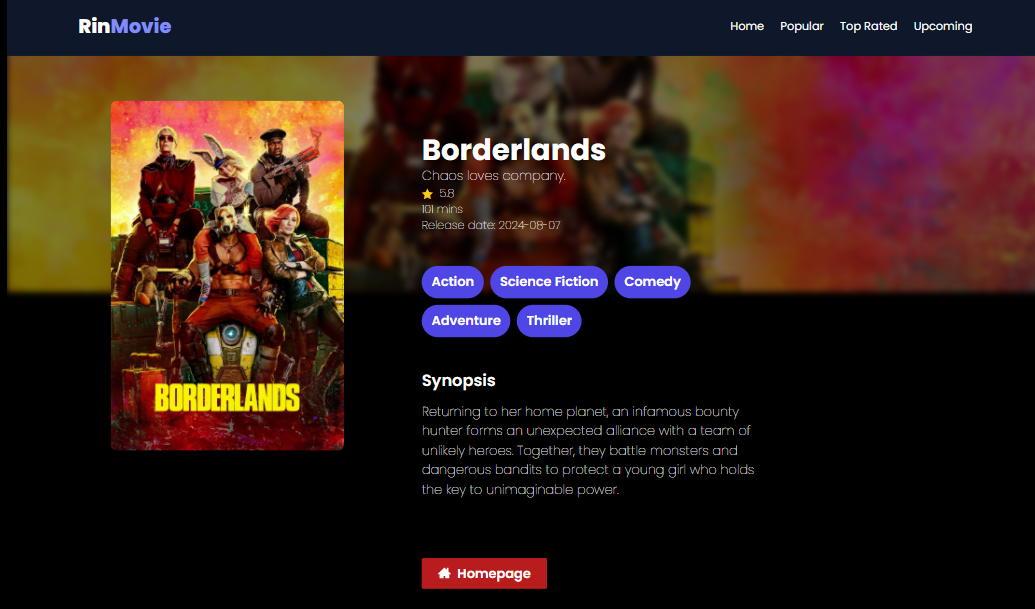 RinMovie
Home Popular Top Rated Upcoming
Borderlands
Chaos loves company.
5.8
101 mins
Release date: 2024-08-07
Action Science Fiction Comedy
Adventure Thriller
BORDERLANDS
Synopsis
Returning to her home planet, an infamous bounty
hunter forms an unexpected alliance with a team of
unlikely heroes. Together, they battle monsters and
dangerous bandits to protect a young girl who holds
the key to unimaginable power.
Homepage